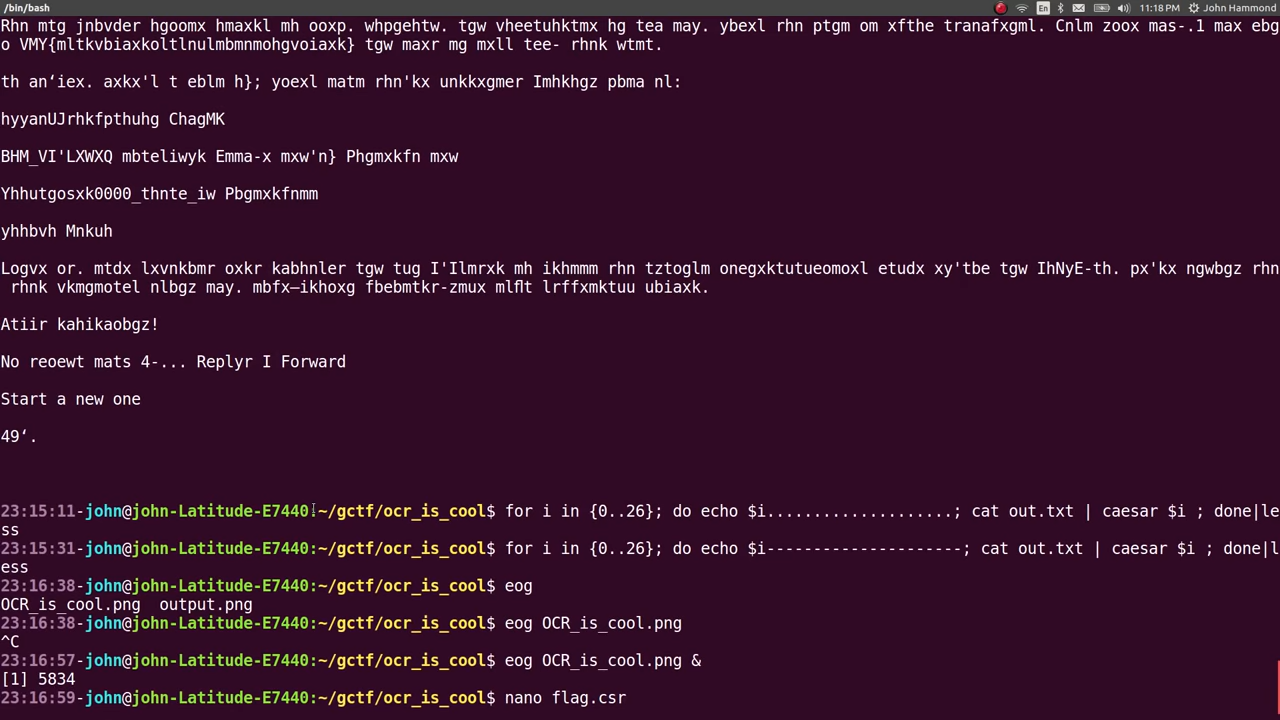 /bin/bash
En
11:18 PM
John Hammond
Rhn mtg jnbvder hgoomx hmaxkl mh ooxp. whpgehtw. tgw vheetuhktmx hg tea may. ybexl rhn ptgm om xfthe tranafxgml. Cnlm zoox mas-.1 max ebg
o VMY{mltkvbiaxkoltlnulmbmnmohgvoiaxk} tgw maxr mg mxll tee- rhnk wtmt.
th an‘iex. axkx'l t eblm h}; yoexl matm rhn'kx unkkxgmer Imhkhgz pbma nl:
hyyanUJrhkfpthuhg ChagMK
BHM_VI'LXWXQ mbteliwyk Emma-x mxw'n} Phgmxkfn mxw
Yhhutgosxk0000_thnte_iw Pbgmxkfnmm
yhhbvh Mnkuh
Logvx or. mtdx lxvnkbmr oxkr kabhnler tgw tug I'Ilmrxk mh ikhmmm rhn tztoglm onegxktutueomoxl etudx xy'tbe tgw IhNyE-th. px'kx ngwbgz rhn
rhnk vkmgmotel nlbgz may. mbfx—ikhoxg fbebmtkr-zmux mlflt lrffxmktuu ubiaxk.
Atiir kahikaobgz!
No reoewt mats 4-... Replyr I Forward
Start a new one
49‘.
23:15:11-john@john-Latitude-E7440:~/gctf/ocr_is_cool$ for i in {0..26}; do echo $i....................; cat out.txt | caesar $i ; done|le
ss
23:15:31-john@john-Latitude-E7440:~/gctf/ocr_is_cool$ for i in {0..26}; do echo $i---------------------; cat out.txt | caesar $i ; done|l
ess
23:16:38-john@john-Latitude-E7440:~/gctf/ocr_is_cool$ eog
OCR_is_cool.png  output.png
23:16:38-john@john-Latitude-E7440:~/gctf/ocr_is_cool$ eog OCR_is_cool.png
^C
23:16:57-john@john-Latitude-E7440:~/gctf/ocr_is_cool$ eog OCR_is_cool.png &
[1] 5834
23:16:59-john@john-Latitude-E7440:~/gctf/ocr_is_cool$ nano flag.csr